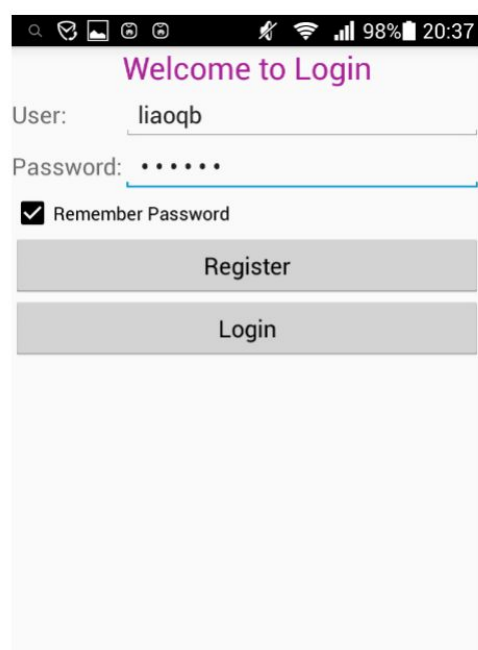 98% 20:37
Welcome to Login
User: liaoqb
Password: ••••••
Remember Password
Register
Login